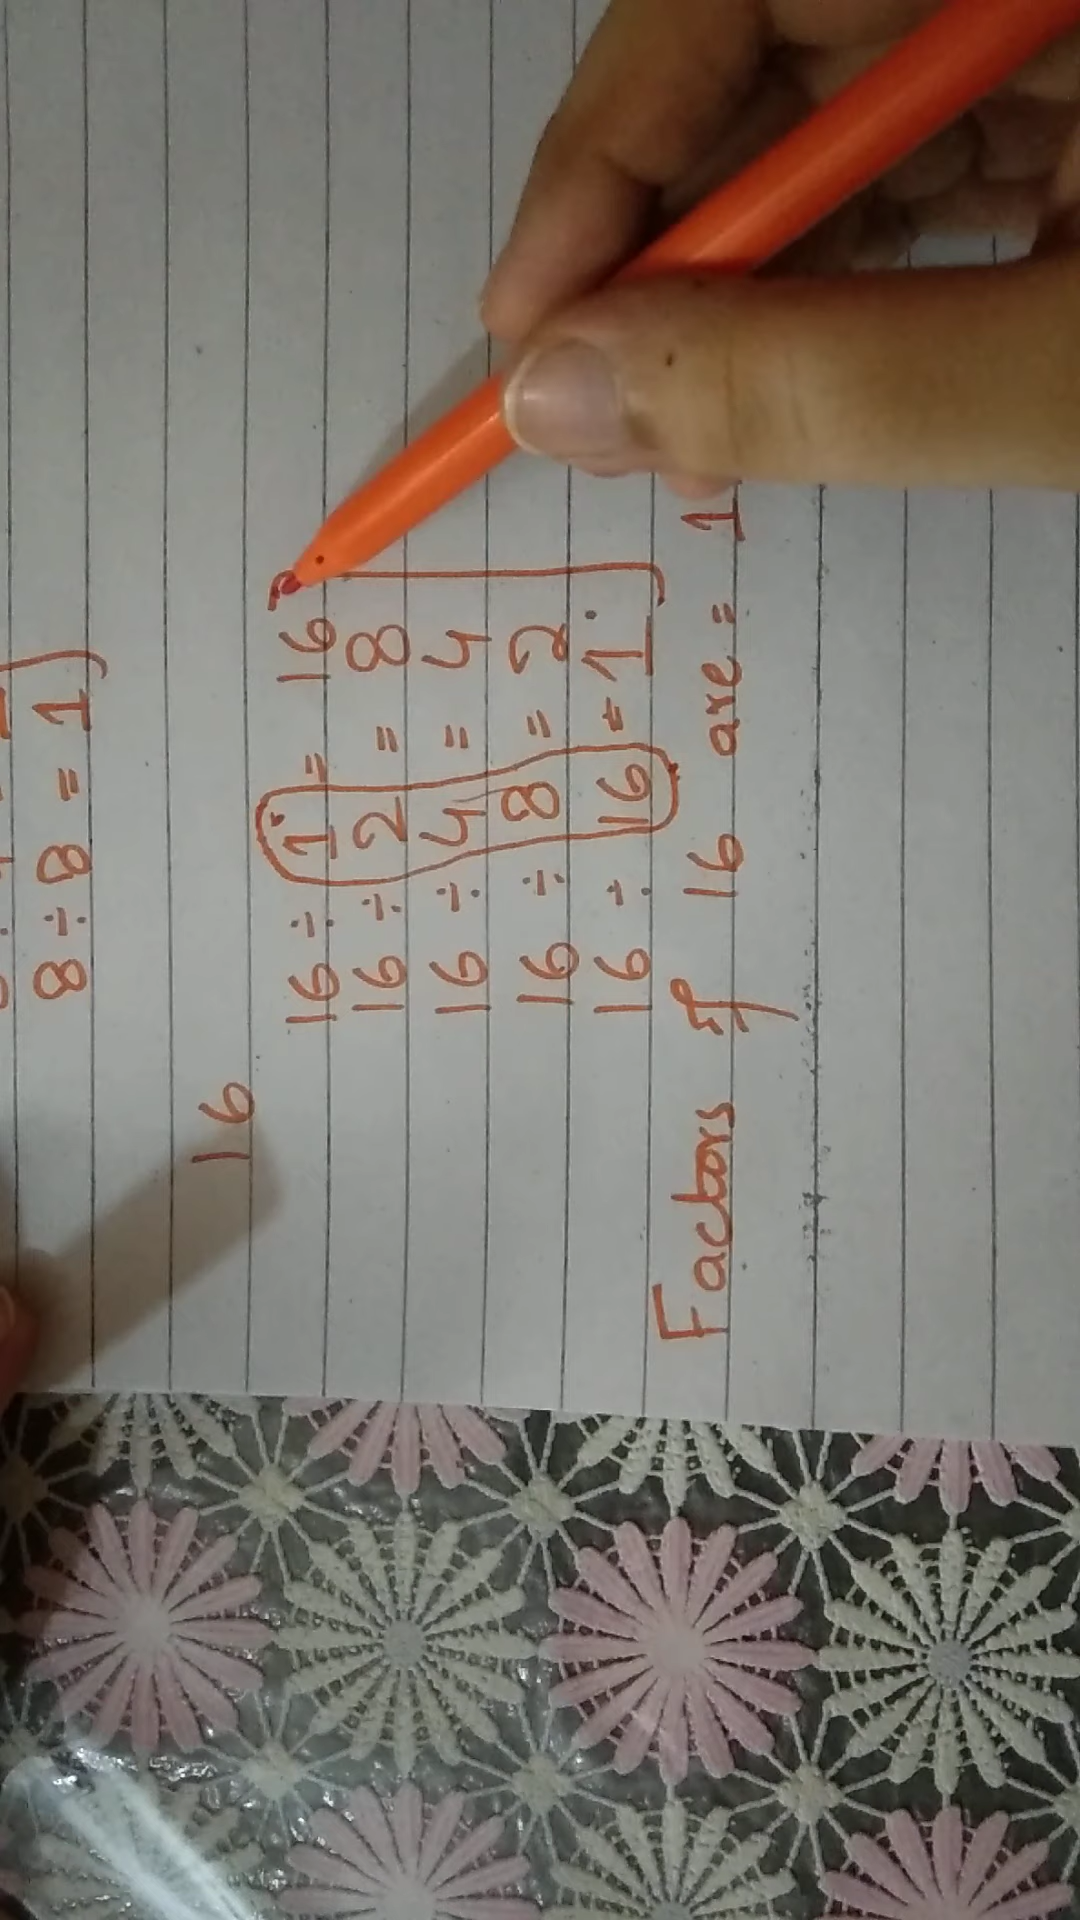 8 ÷ 8 = 1
16
16 ÷ 1 = 16
16 ÷ 2 = 8
16 ÷ 4 = 4
16 ÷ 8 = 2
16 ÷ 16 = 1
Factors of 16 are = 1